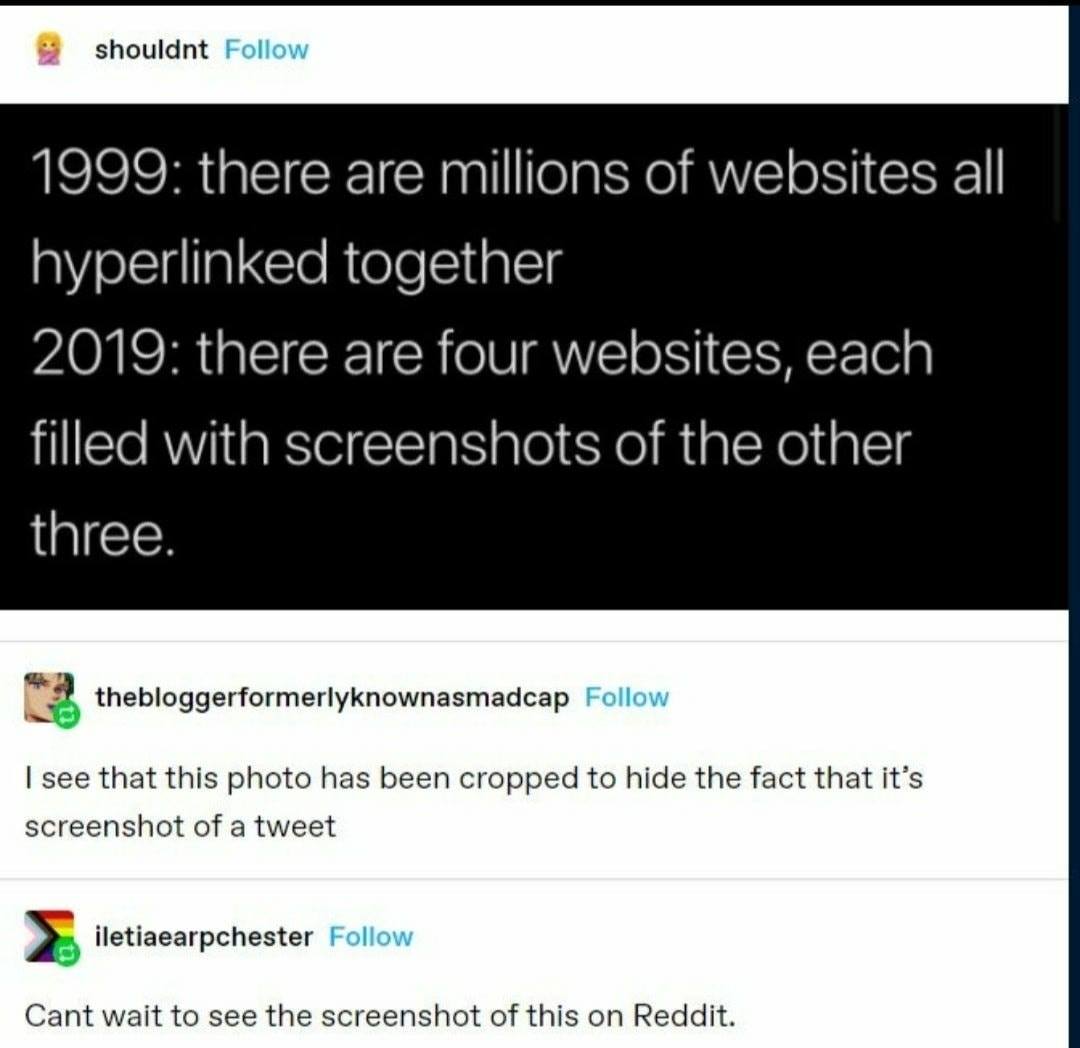 shouldnt Follow
1999: there are millions of websites all
hyperlinked together
2019: there are four websites, each
filled with screenshots of the other
three.
thebloggerformerlyknownasmadcap Follow
I see that this photo has been cropped to hide the fact that it’s
screenshot of a tweet
iletiaearpchester Follow
Cant wait to see the screenshot of this on Reddit.